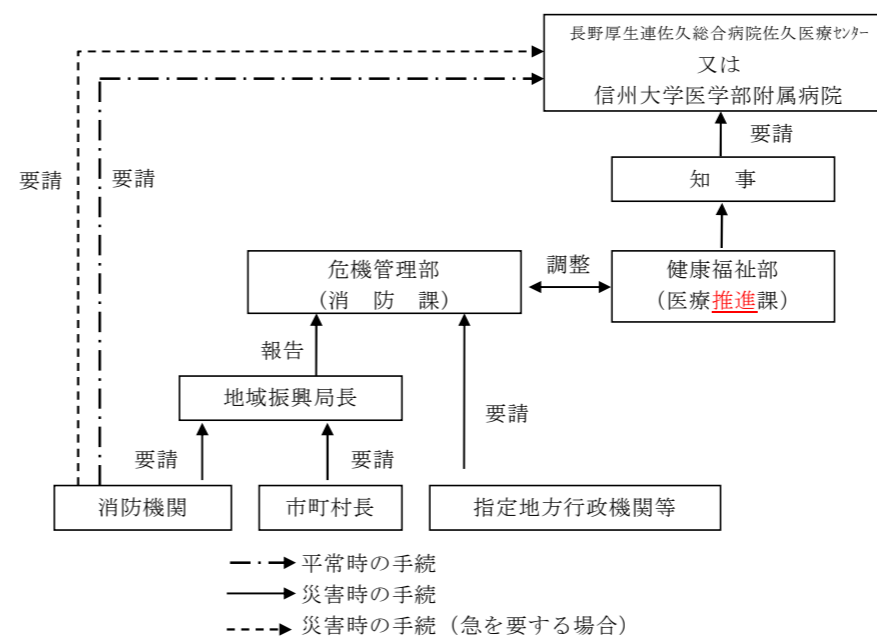 長野厚生連佐久総合病院佐久医療センター
又は
信州大学医学部附属病院
要請
要請
要請
知　事
危機管理部
（消　防　課）
調整
健康福祉部
（医療推進課）
報告
地域振興局長
要請
要請
要請
消防機関
市町村長
指定地方行政機関等
平常時の手続
災害時の手続
災害時の手続（急を要する場合）